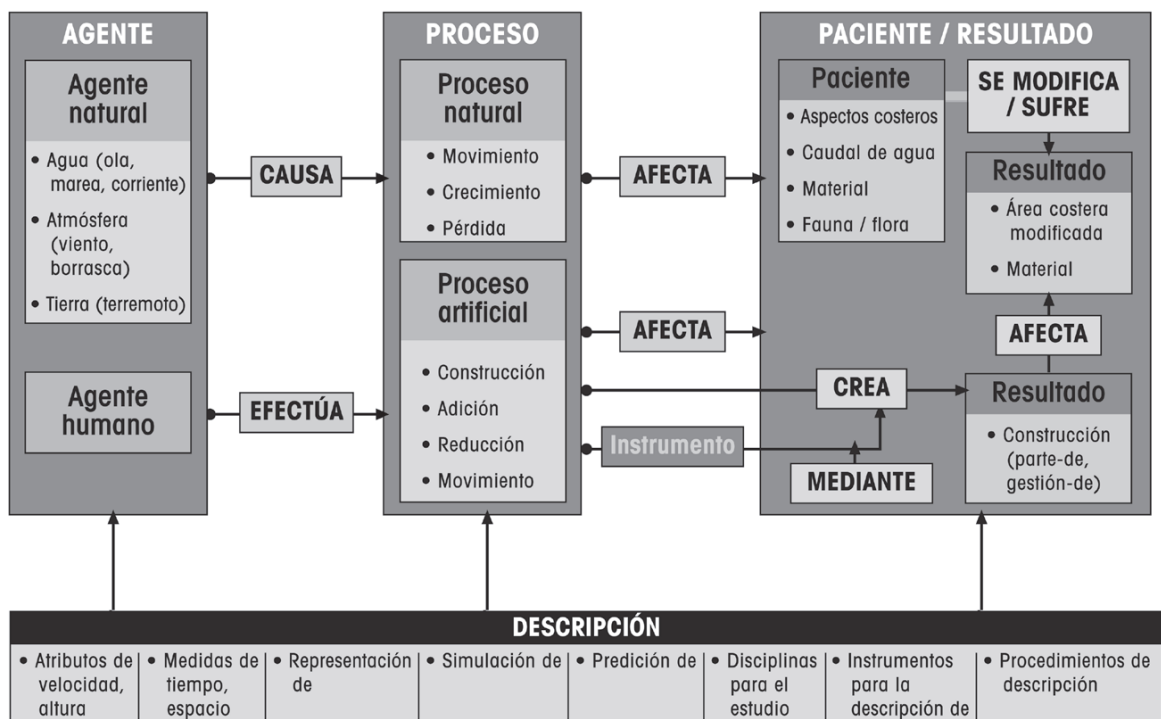 AGENTE
Agente
natural
• Agua (ola,
marea, corriente)
• Atmósfera
(viento,
borrasca)
• Tierra (terremoto)
Agente
humano
CAUSA
EFECTÚA
PROCESO
Proceso
natural
• Movimiento
• Crecimiento
• Pérdida
Proceso
artificial
• Construcción
• Adición
• Reducción
• Movimiento
AFECTA
AFECTA
Instrumento
PACIENTE / RESULTADO
Paciente
• Aspectos costeros
• Caudal de agua
• Material
• Fauna / flora
SE MODIFICA
/ SUFRE
Resultado
• Área costera
modificada
• Material
AFECTA
CREA
MEDIANTE
Resultado
• Construcción
(parte-de,
gestión-de)
DESCRIPCIÓN
• Atributos de
velocidad,
altura
• Medidas de
tiempo,
espacio
• Representación
de
• Simulación de
• Predición de
• Disciplinas
para el
estudio
• Instrumentos
para la
descripción de
• Procedimientos de
descripción